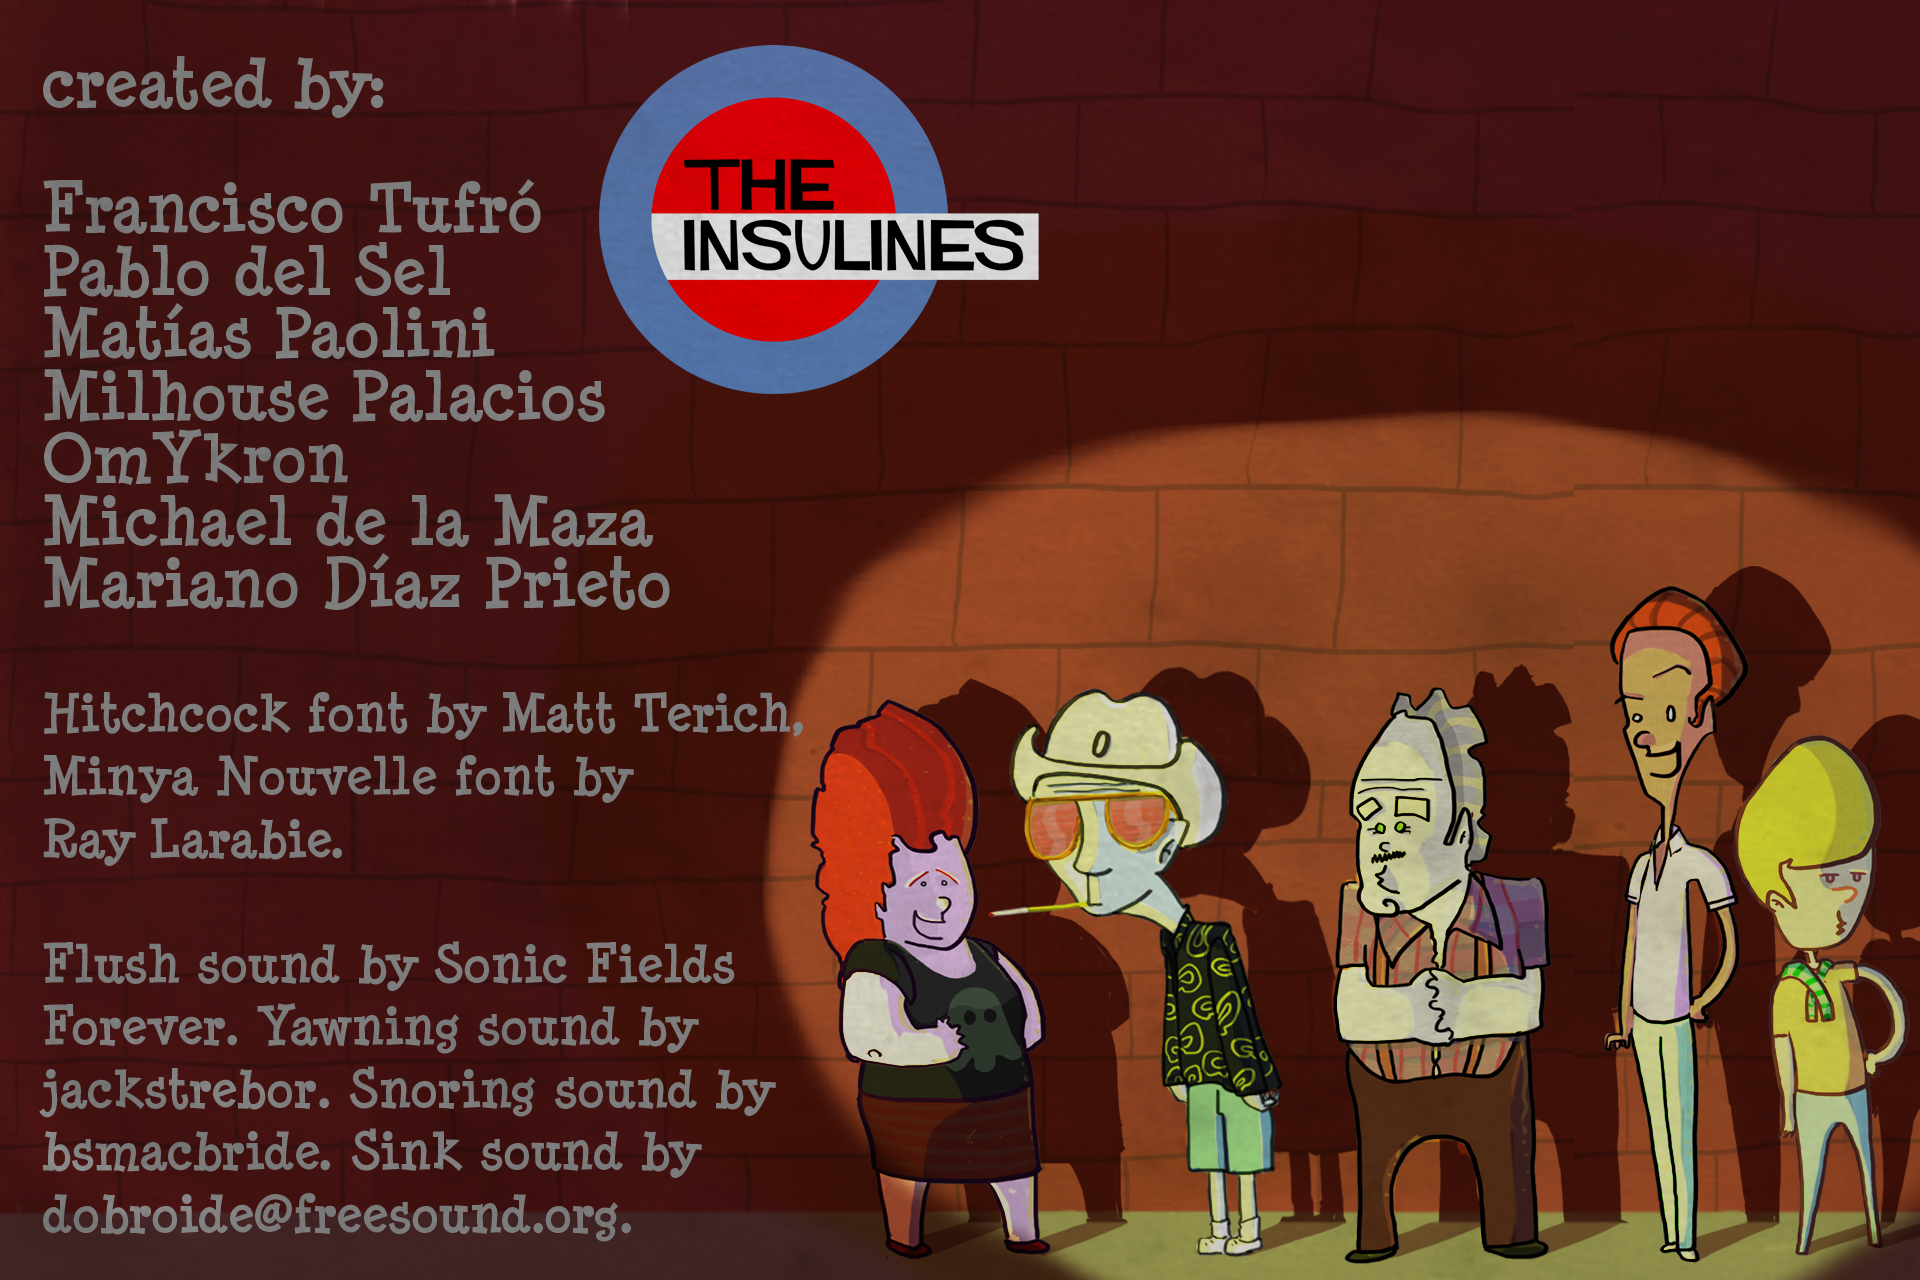 created by:
THE
INSULINES
Francisco Tufró
Pablo del Sel
Matías Paolini
Milhouse Palacios
OmYkron
Michael de la Maza
Mariano Díaz Prieto
Hitchcock font by Matt Terich,
Minya Nouvelle font by
Ray Larabie.
Flush sound by Sonic Fields
Forever. Yawning sound by
jackstrebor. Snoring sound by
bsmacbride. Sink sound by
dobroide@freesound.org.